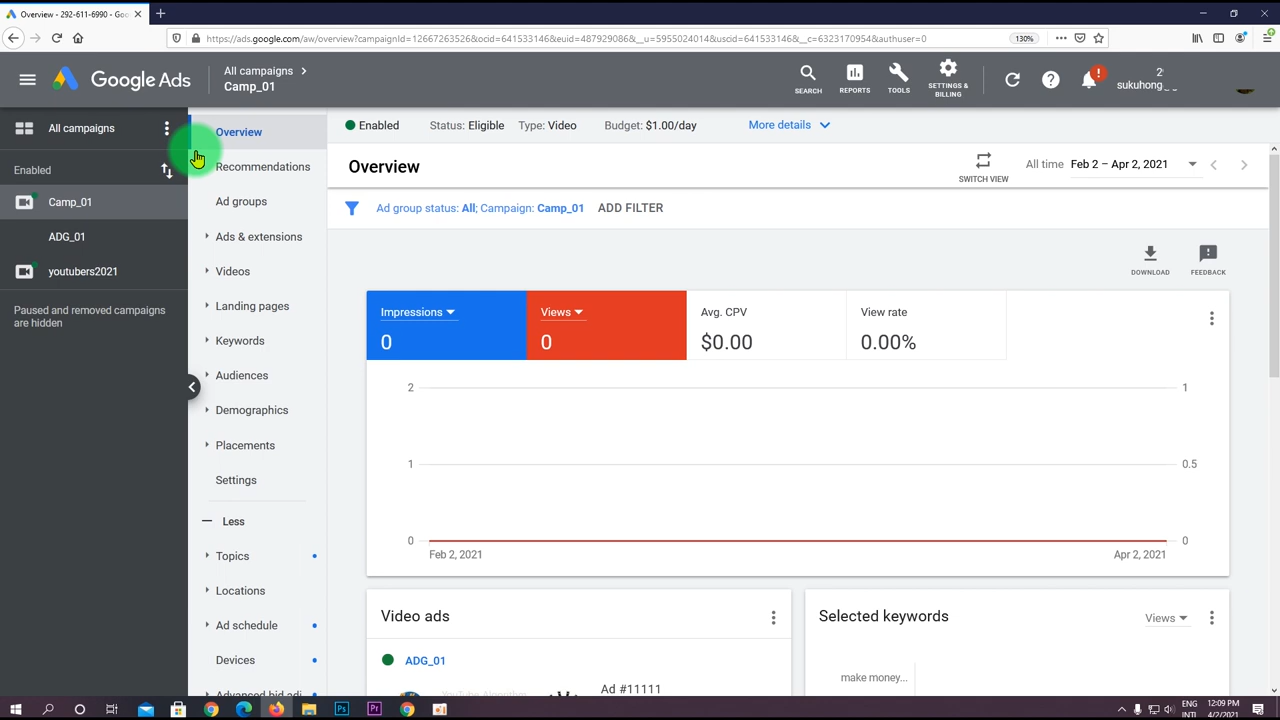 Overview - 292-611-6990 - Goo
https://ads.google.com/aw/overview?campaignId=12667263526&ocid=641533146&euid=487929086&__u=5955024014&uscid=641533146&__c=6323170954&authuser=0
130%
Google Ads
All campaigns
Camp_01
SEARCH
REPORTS
TOOLS
SETTINGS &
BILLING
!
sukuhong
All campaigns
Enabled
Camp_01
ADG_01
youtubers2021
Paused and removed campaigns
are hidden
Overview
Recommendations
Ad groups
Ads & extensions
Videos
Landing pages
Keywords
Audiences
Demographics
Placements
Settings
Less
Topics
Locations
Ad schedule
Devices
Advanced bid adj
Enabled
Status: Eligible
Type: Video
Budget: $1.00/day
More details
Overview
SWITCH VIEW
All time
Feb 2 – Apr 2, 2021
Ad group status: All; Campaign: Camp_01
ADD FILTER
DOWNLOAD
FEEDBACK
Impressions
0
Views
0
Avg. CPV
$0.00
View rate
0.00%
2
1
1
0.5
0
0
Feb 2, 2021
Apr 2, 2021
Video ads
ADG_01
YouTube Algorithm
Ad #11111
Selected keywords
Views
make money...
ENG
INTL
12:09 PM
4/2/2021